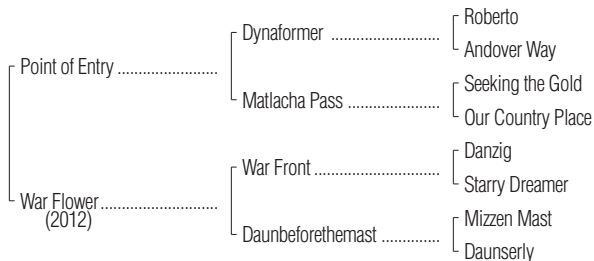 Roberto
Dynaformer ......................
Andover Way
Point of Entry ........................
Seeking the Gold
Matlacha Pass ......................
Our Country Place
Danzig
War Front ..............................
Starry Dreamer
War Flower............................
(2012)
Mizzen Mast
Daunbeforethemast ..............
Daunserly